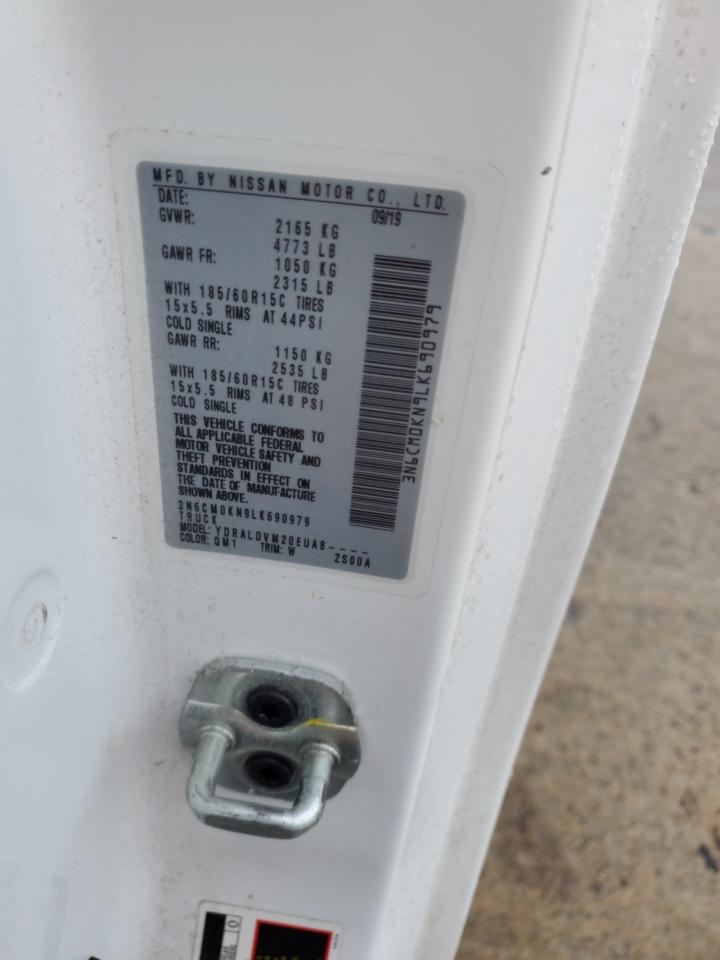 MFD. BY NISSAN MOTOR CO., LTD.
DATE: 09/19
GVWR: 2165 KG
4773 LB
GAWR FR: 1050 KG
2315 LB
WITH 185/60R15C TIRES
15x5.5 RIMS AT 44PSI
COLD SINGLE
GAWR RR: 1150 KG
2535 LB
WITH 185/60R15C TIRES
15x5.5 RIMS AT 48 PSI
COLD SINGLE
THIS VEHICLE CONFORMS TO
ALL APPLICABLE FEDERAL
MOTOR VEHICLE SAFETY AND
THEFT PREVENTION
STANDARDS IN EFFECT ON
THE DATE OF MANUFACTURE
SHOWN ABOVE.
3N6CM0KN9LK690979
TRUCK
MODEL: YDRALDVM20EUAB-----
COLOR: QM1 TRIM: W ZS00A
3N6CM0KN9LK690979